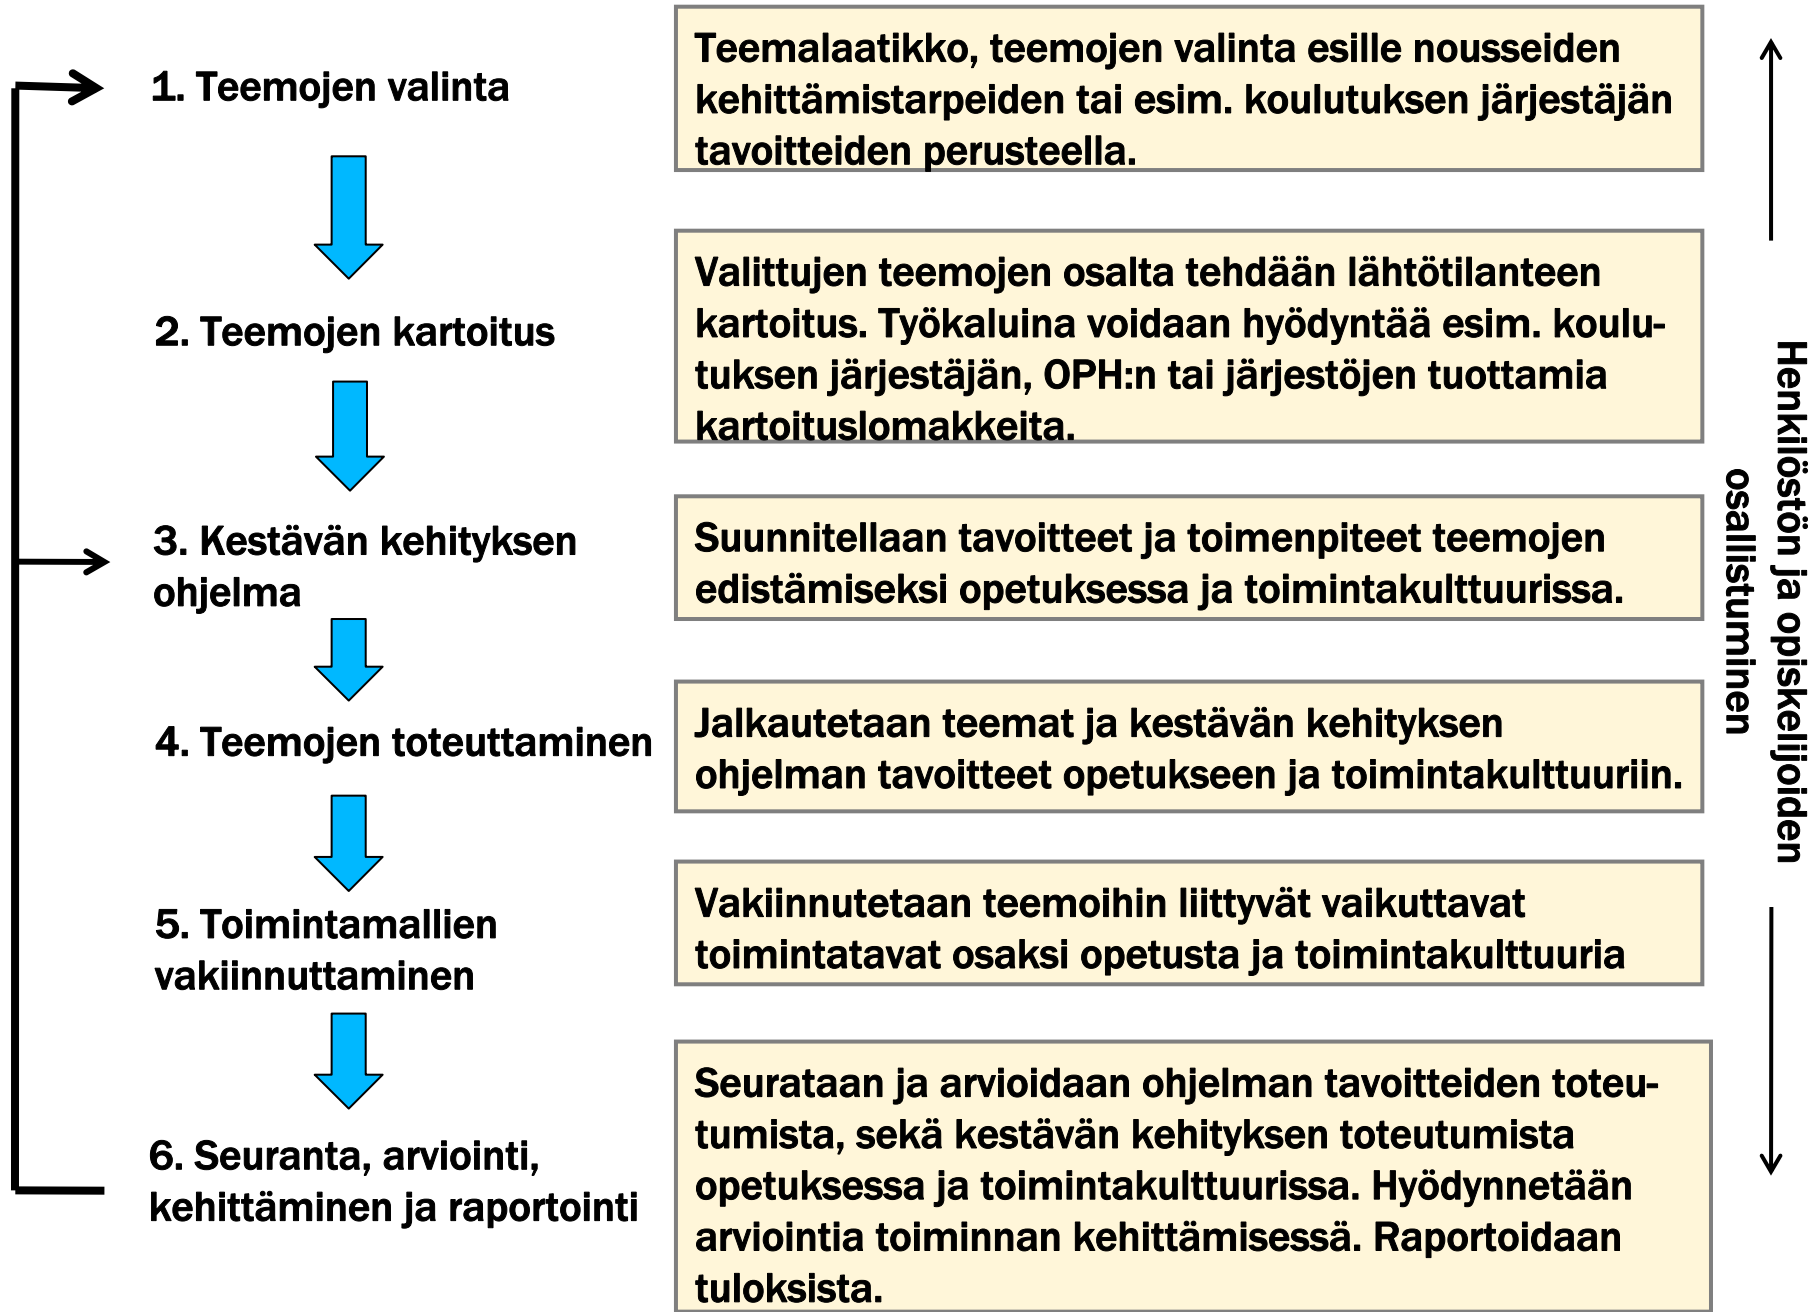 1. Teemojen valinta
Teemalaatikko, teemojen valinta esille nousseiden
kehittämistarpeiden tai esim. koulutuksen järjestäjän
tavoitteiden perusteella.
2. Teemojen kartoitus
Valittujen teemojen osalta tehdään lähtötilanteen
kartoitus. Työkaluina voidaan hyödyntää esim. koulu-
tuksen järjestäjän, OPH:n tai järjestöjen tuottamia
kartoituslomakkeita.
3. Kestävän kehityksen
ohjelma
Suunnitellaan tavoitteet ja toimenpiteet teemojen
edistämiseksi opetuksessa ja toimintakulttuurissa.
4. Teemojen toteuttaminen
Jalkautetaan teemat ja kestävän kehityksen
ohjelman tavoitteet opetukseen ja toimintakulttuuriin.
5. Toimintamallien
vakiinnuttaminen
Vakiinnutetaan teemoihin liittyvät vaikuttavat
toimintatavat osaksi opetusta ja toimintakulttuuria
6. Seuranta, arviointi,
kehittäminen ja raportointi
Seurataan ja arvioidaan ohjelman tavoitteiden toteu-
tumista, sekä kestävän kehityksen toteutumista
opetuksessa ja toimintakulttuurissa. Hyödynnetään
arviointia toiminnan kehittämisessä. Raportoidaan
tuloksista.
Henkilöstön ja opiskelijoiden
osallistuminen